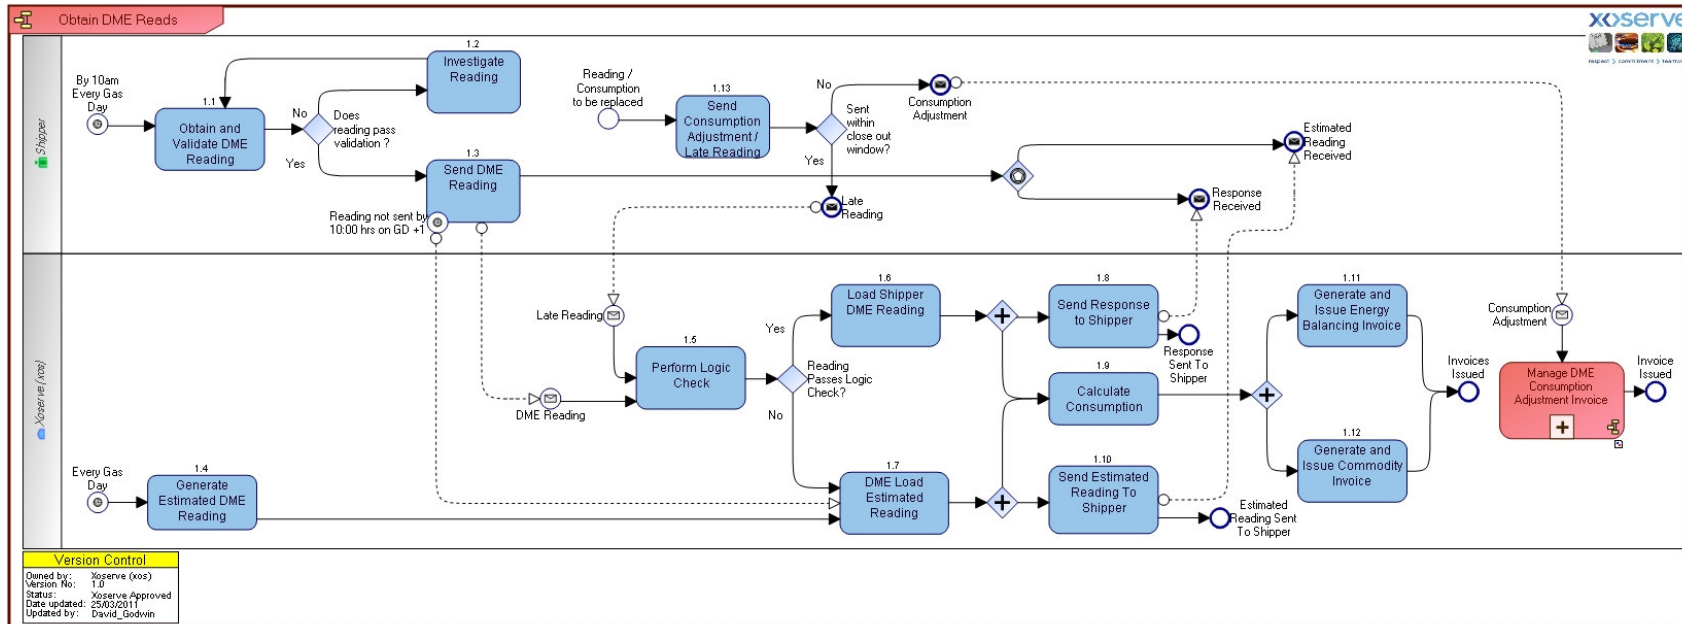 Obtain DME Reads
xoserve
respect > commitment > teamwork
Shipper
By 10am
Every Gas
Day
1.1
Obtain and
Validate DME
Reading
No
Does
reading pass
validation ?
Yes
1.2
Investigate
Reading
1.3
Send DME
Reading
Reading not sent by
10:00 hrs on GD +1
Reading /
Consumption
to be replaced
1.13
Send
Consumption
Adjustment /
Late Reading
No
Sent
within
close out
window?
Yes
Consumption
Adjustment
Late
Reading
Estimated
Reading
Received
Response
Received
Xoserve (xos)
Late Reading
DME Reading
1.5
Perform Logic
Check
Yes
Reading
Passes Logic
Check?
No
1.6
Load Shipper
DME Reading
1.8
Send Response
to Shipper
Response
Sent To
Shipper
1.9
Calculate
Consumption
1.11
Generate and
Issue Energy
Balancing Invoice
Invoices
Issued
Consumption
Adjustment
Manage DME
Consumption
Adjustment Invoice
Invoice
Issued
Every Gas
Day
1.4
Generate
Estimated DME
Reading
1.7
DME Load
Estimated
Reading
1.10
Send Estimated
Reading To
Shipper
Estimated
Reading Sent
To Shipper
1.12
Generate and
Issue Commodity
Invoice
Version Control
Owned by: Xoserve (xos)
Version No: 1.0
Status: Xoserve Approved
Date updated: 25/03/2011
Updated by: David_Godwin